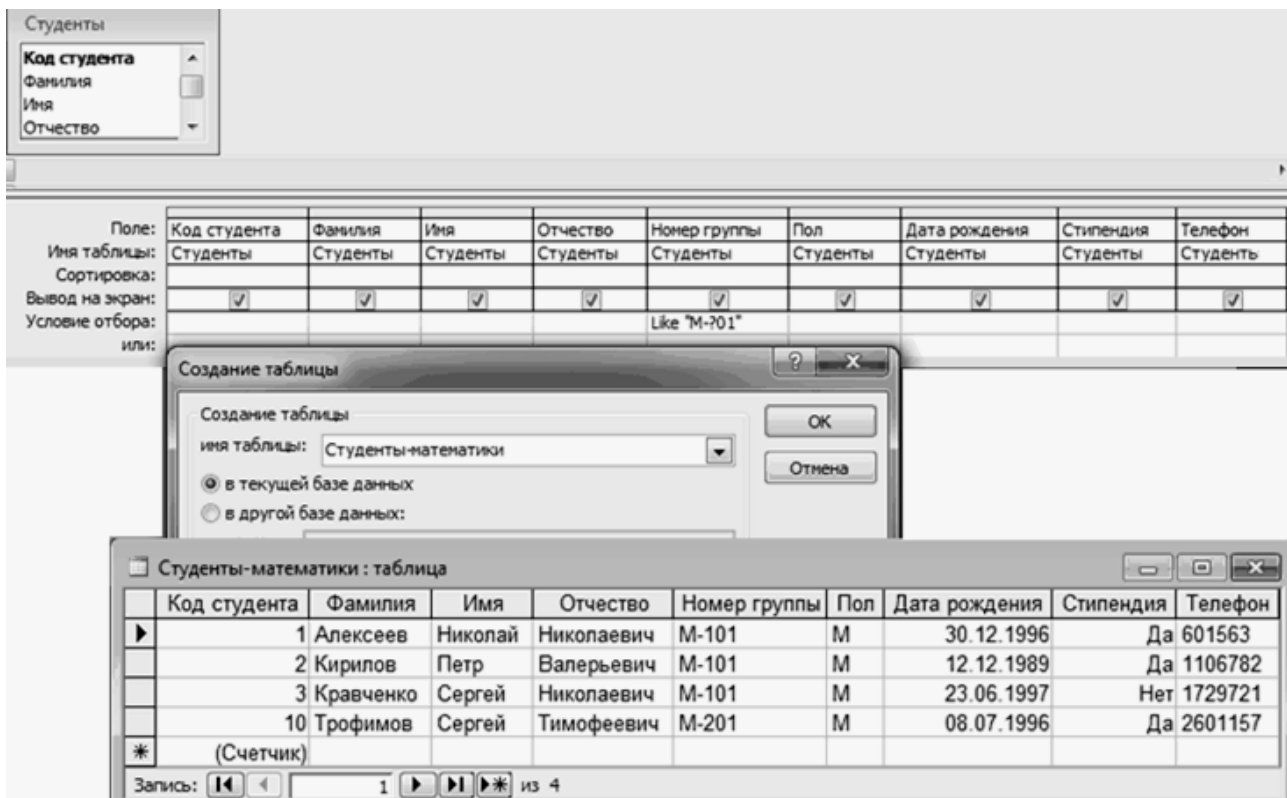 Студенты
Код студента
Фамилия
Имя
Отчество
Поле: Код студента Фамилия Имя Отчество Номер группы Пол Дата рождения Стипендия Телефон
Имя таблицы: Студенты Студенты Студенты Студенты Студенты Студенты Студенты Студенты Студенть
Сортировка:
Вывод на экран:
Условие отбора: Like "М-?01"
или:
Создание таблицы
Создание таблицы
имя таблицы: Студенты-математики
в текущей базе данных
в другой базе данных:
OK
Отмена
Студенты-математики : таблица
Код студента Фамилия Имя Отчество Номер группы Пол Дата рождения Стипендия Телефон
1 Алексеев Николай Николаевич М-101 М 30.12.1996 Да 601563
2 Кирилов Петр Валерьевич М-101 М 12.12.1989 Да 1106782
3 Кравченко Сергей Николаевич М-101 М 23.06.1997 Нет 1729721
10 Трофимов Сергей Тимофеевич М-201 М 08.07.1996 Да 2601157
(Счетчик)
Запись: 1 из 4